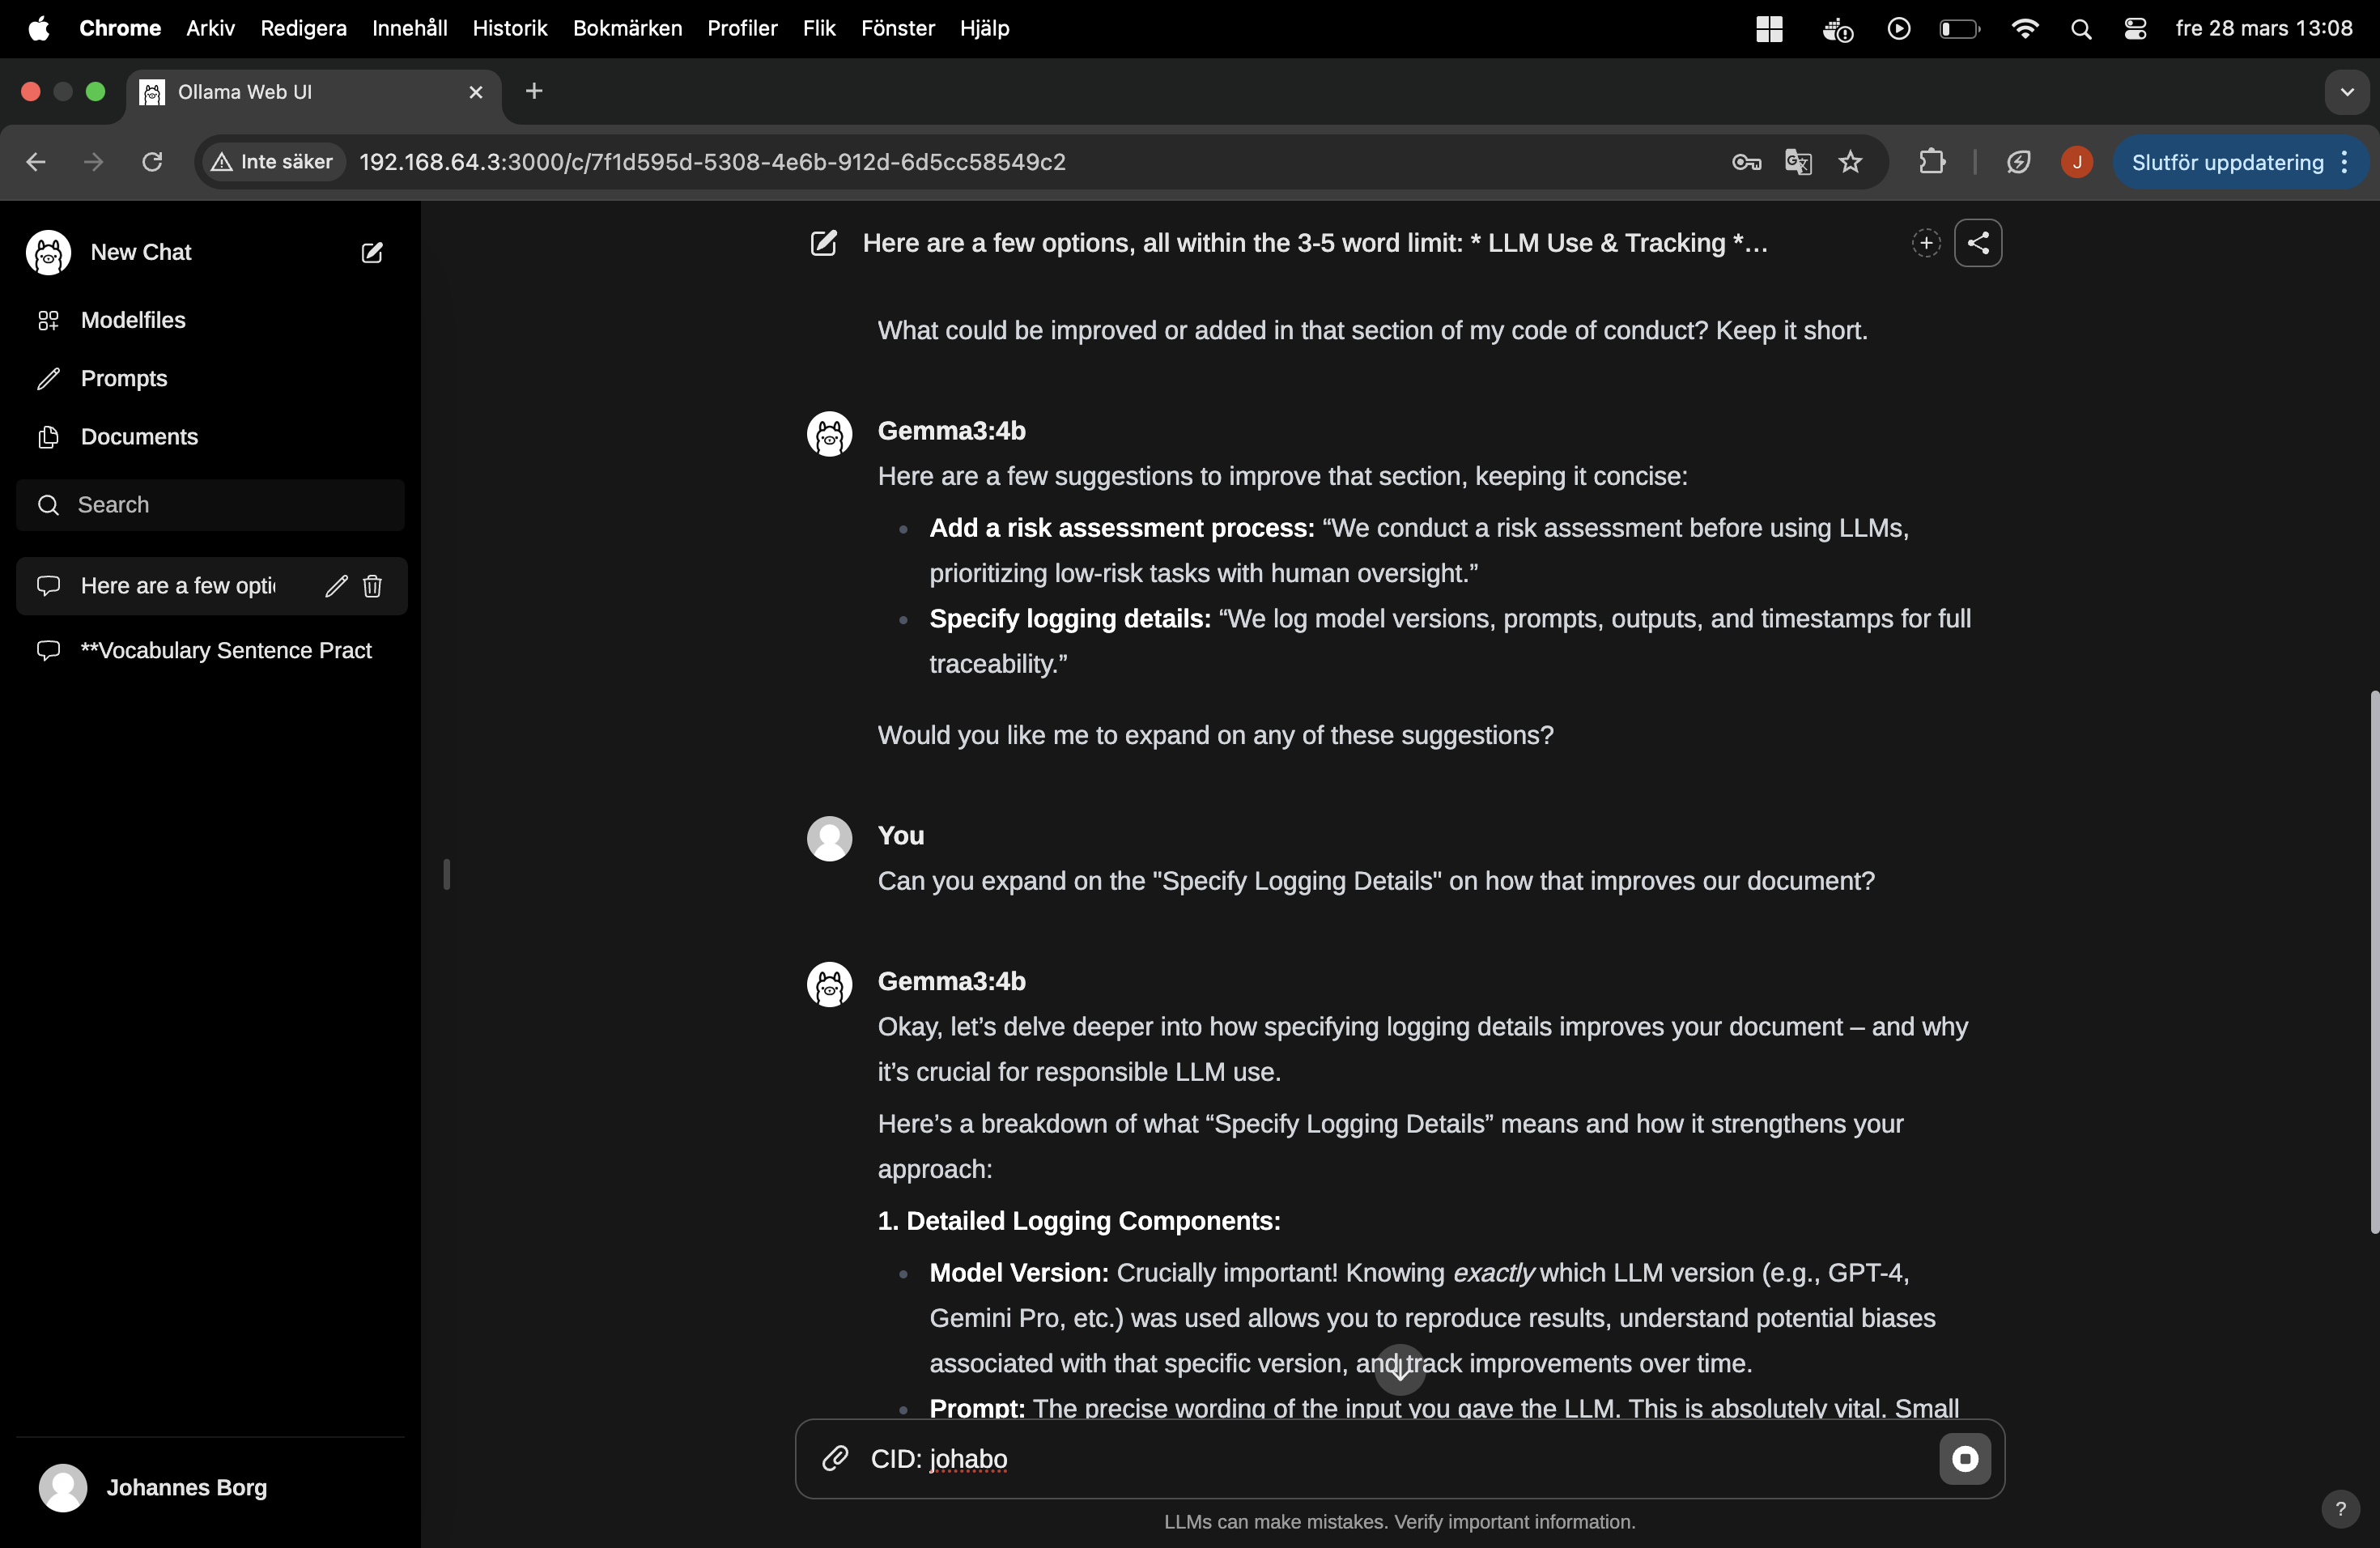 Chrome Arkiv Redigera Innehåll Historik Bokmärken Profiler Flik Fönster Hjälp fre 28 mars 13:08
Ollama Web UI
Inte säker 192.168.64.3:3000/c/7f1d595d-5308-4e6b-912d-6d5cc58549c2 J Slutför uppdatering
New Chat
Modelfiles
Prompts
Documents
Search
Here are a few opti
**Vocabulary Sentence Pract
Johannes Borg
Here are a few options, all within the 3-5 word limit: * LLM Use & Tracking *...
What could be improved or added in that section of my code of conduct? Keep it short.
Gemma3:4b
Here are a few suggestions to improve that section, keeping it concise:
• Add a risk assessment process: “We conduct a risk assessment before using LLMs,
prioritizing low-risk tasks with human oversight.”
• Specify logging details: “We log model versions, prompts, outputs, and timestamps for full
traceability.”
Would you like me to expand on any of these suggestions?
You
Can you expand on the "Specify Logging Details" on how that improves our document?
Gemma3:4b
Okay, let’s delve deeper into how specifying logging details improves your document – and why
it’s crucial for responsible LLM use.
Here’s a breakdown of what “Specify Logging Details” means and how it strengthens your
approach:
1. Detailed Logging Components:
• Model Version: Crucially important! Knowing exactly which LLM version (e.g., GPT-4,
Gemini Pro, etc.) was used allows you to reproduce results, understand potential biases
associated with that specific version, and track improvements over time.
• Prompt: The precise wording of the input you gave the LLM. This is absolutely vital. Small
CID: johabo
LLMs can make mistakes. Verify important information.
?